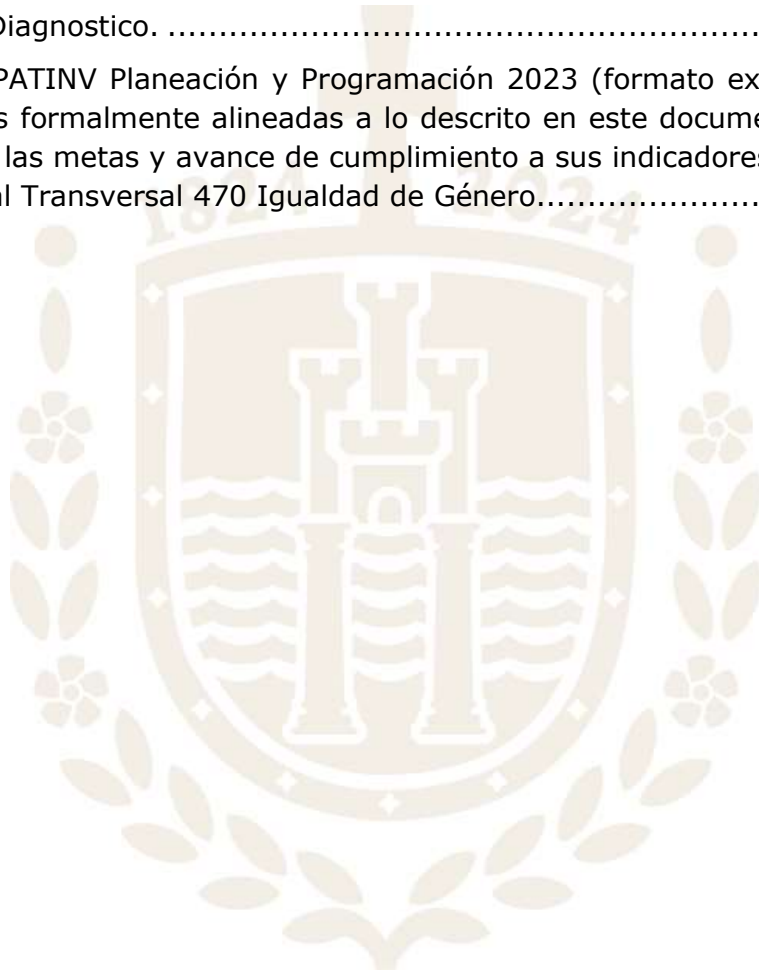 Diagnostico. ..........................................................
PATINV Planeación y Programación 2023 (formato ex
s formalmente alineadas a lo descrito en este docume
las metas y avance de cumplimiento a sus indicadores
al Transversal 470 Igualdad de Género......................
1824 2024